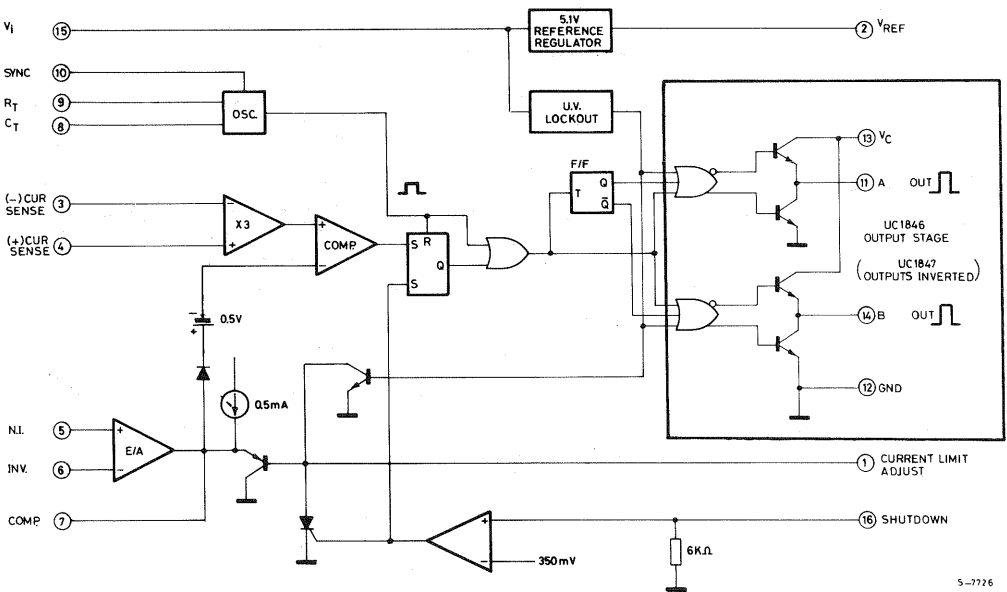 Vi 15
5.1V
REFERENCE
REGULATOR
2 VREF
SYNC 10
RT 9
CT 8
OSC.
U.V.
LOCKOUT
13 VC
F/F
T Q
Q̅
11 A OUT
(-)CUR
SENSE 3
X3
- +
(+)CUR
SENSE 4
COMP.
+ -
S R
Q
S
UC1846
OUTPUT STAGE
UC1847
(OUTPUTS INVERTED)
14 B OUT
- 0.5V
+
12 GND
0.5mA
N.I. 5
+ E/A -
INV. 6
1 CURRENT LIMIT
ADJUST
COMP. 7
+ -
16 SHUTDOWN
350mV
6KΩ
S-7726